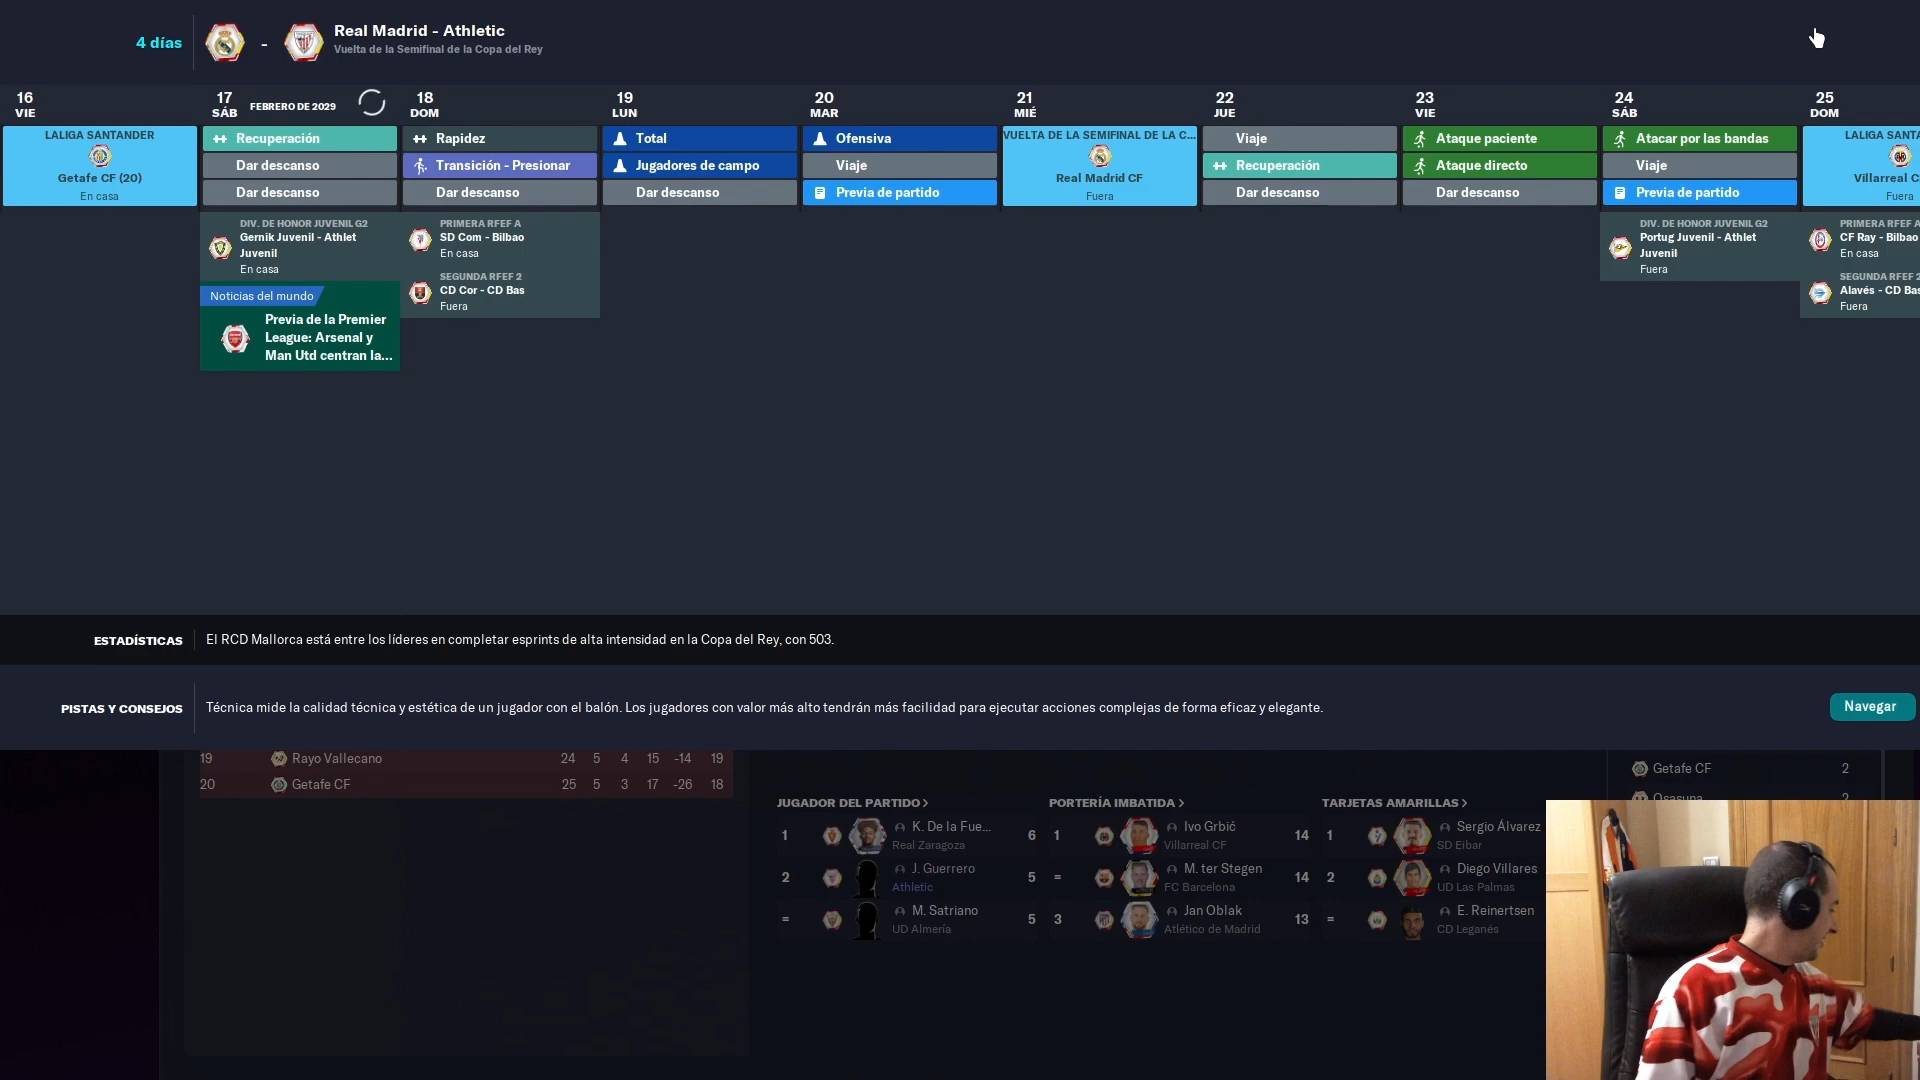 4 días
-
Real Madrid - Athletic
Vuelta de la Semifinal de la Copa del Rey
16
VIE
17
SÁB
FEBRERO DE 2029
18
DOM
19
LUN
20
MAR
21
MIÉ
22
JUE
23
VIE
24
SÁB
25
DOM
LALIGA SANTANDER
Getafe CF (20)
En casa
Recuperación
Dar descanso
Dar descanso
Rapidez
Transición - Presionar
Dar descanso
Total
Jugadores de campo
Dar descanso
Ofensiva
Viaje
Previa de partido
VUELTA DE LA SEMIFINAL DE LA C...
Real Madrid CF
Fuera
Viaje
Recuperación
Dar descanso
Ataque paciente
Ataque directo
Dar descanso
Atacar por las bandas
Viaje
Previa de partido
LALIGA SANTA
Villarreal C
Fuera
DIV. DE HONOR JUVENIL G2
Gernik Juvenil - Athlet
Juvenil
En casa
Noticias del mundo
Previa de la Premier
League: Arsenal y
Man Utd centran la...
PRIMERA RFEF A
SD Com - Bilbao
En casa
SEGUNDA RFEF 2
CD Cor - CD Bas
Fuera
DIV. DE HONOR JUVENIL G2
Portug Juvenil - Athlet
Juvenil
Fuera
PRIMERA RFEF A
CF Ray - Bilbao
En casa
SEGUNDA RFEF 2
Alavés - CD Bas
Fuera
ESTADÍSTICAS
El RCD Mallorca está entre los líderes en completar esprints de alta intensidad en la Copa del Rey, con 503.
PISTAS Y CONSEJOS
Técnica mide la calidad técnica y estética de un jugador con el balón. Los jugadores con valor más alto tendrán más facilidad para ejecutar acciones complejas de forma eficaz y elegante.
Navegar
19 Rayo Vallecano 24 5 4 15 -14 19
20 Getafe CF 25 5 3 17 -26 18
Getafe CF 2
Osasuna 2
JUGADOR DEL PARTIDO >
1 K. De la Fue... 6
Real Zaragoza
2 J. Guerrero 5
Athletic
= M. Satriano 5
UD Almería
PORTERÍA IMBATIDA >
1 Ivo Grbić 14
Villarreal CF
= M. ter Stegen 14
FC Barcelona
3 Jan Oblak 13
Atlético de Madrid
TARJETAS AMARILLAS >
1 Sergio Álvarez
SD Eibar
2 Diego Villares
UD Las Palmas
= E. Reinertsen
CD Leganés